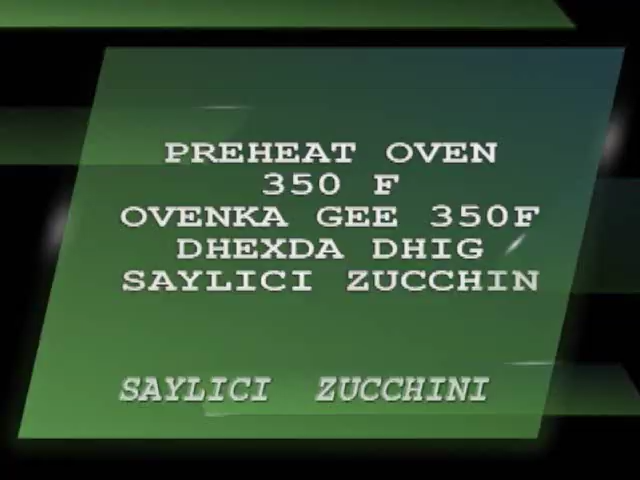 PREHEAT OVEN
350 F
OVENKA GEE 350F
DHEXDA DHIG
SAYLICI ZUCCHIN
SAYLICI ZUCCHINI